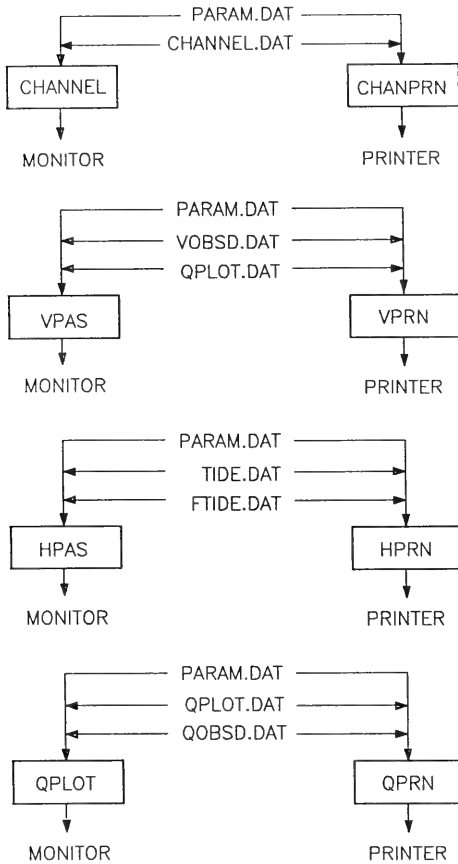 PARAM.DAT
CHANNEL.DAT
CHANNEL CHANPRN
MONITOR PRINTER
PARAM.DAT
VOBSD.DAT
QPLOT.DAT
VPAS VPRN
MONITOR PRINTER
PARAM.DAT
TIDE.DAT
FTIDE.DAT
HPAS HPRN
MONITOR PRINTER
PARAM.DAT
QPLOT.DAT
QOBSD.DAT
QPLOT QPRN
MONITOR PRINTER